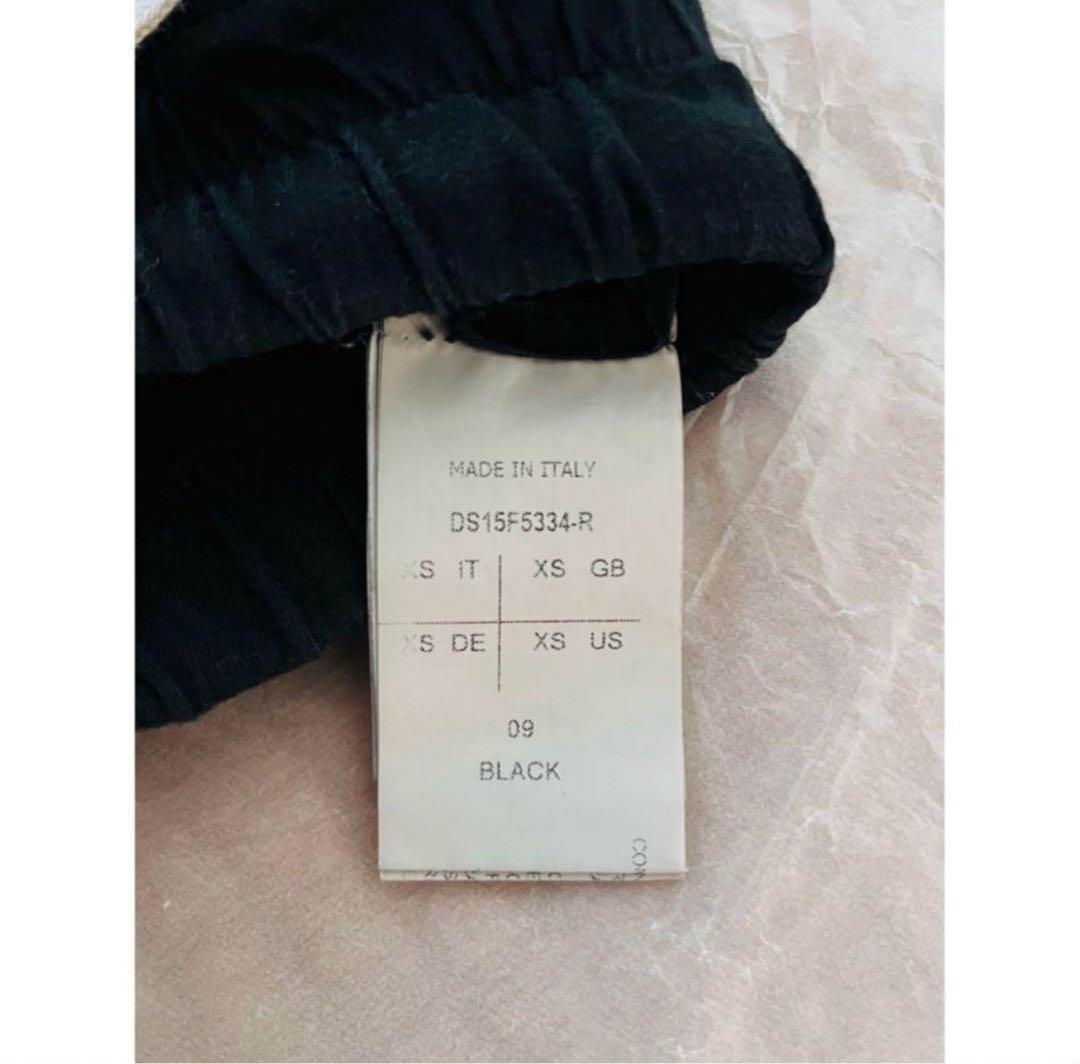 MADE IN ITALY
DS15F5334-R
XS IT XS GB
XS DE XS US
09
BLACK